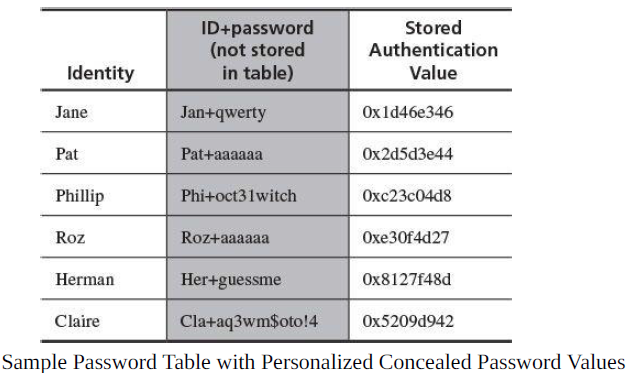 Identity ID+password (not stored in table) Stored Authentication Value
Jane Jan+qwerty 0x1d46e346
Pat Pat+aaaaaa 0x2d5d3e44
Phillip Phi+oct31witch 0xc23c04d8
Roz Roz+aaaaaa 0xe30f4d27
Herman Her+guessme 0x8127f48d
Claire Cla+aq3wm$oto!4 0x5209d942
Sample Password Table with Personalized Concealed Password Values